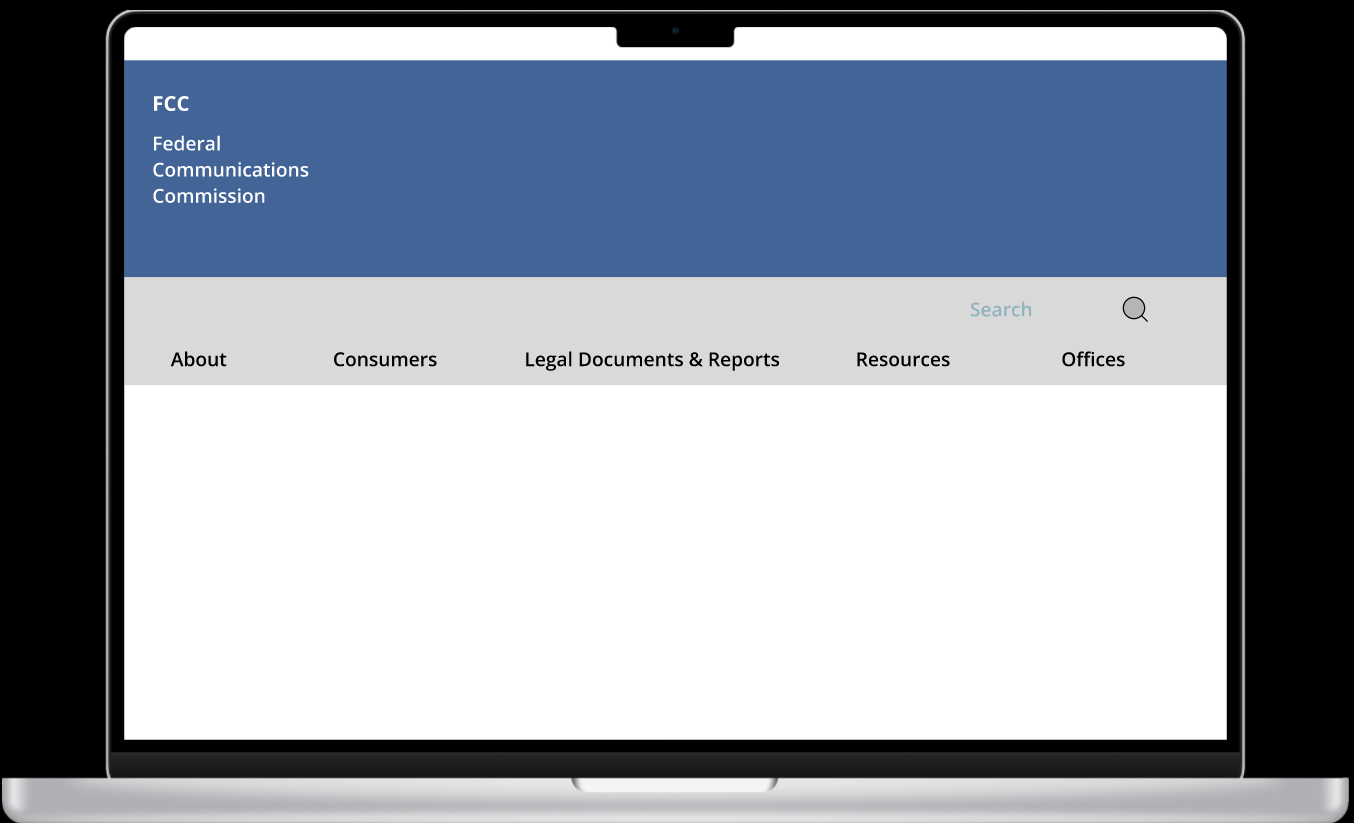 FCC
Federal
Communications
Commission
Search
About Consumers Legal Documents & Reports Resources Offices